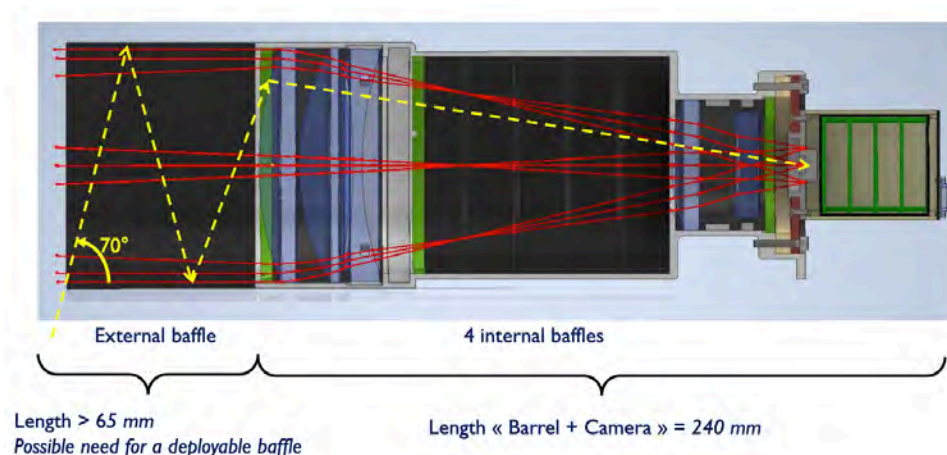 70°
External baffle
4 internal baffles
Length > 65 mm
Possible need for a deployable baffle
Length « Barrel + Camera » = 240 mm